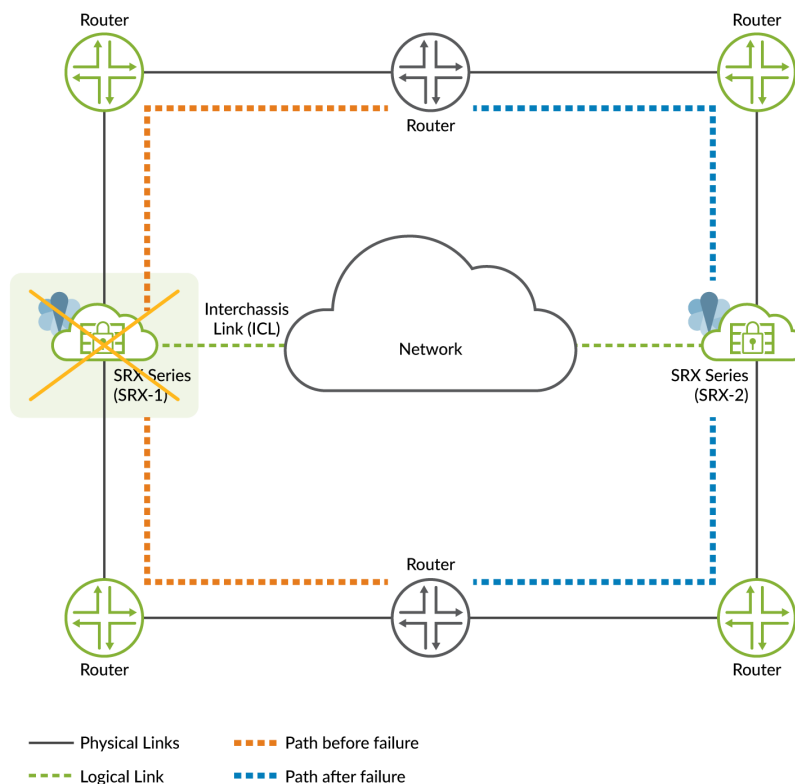 Router
Router
Router
Interchassis
Link (ICL)
Network
SRX Series
(SRX-1)
SRX Series
(SRX-2)
Router
Router
Router
Physical Links
Path before failure
Logical Link
Path after failure